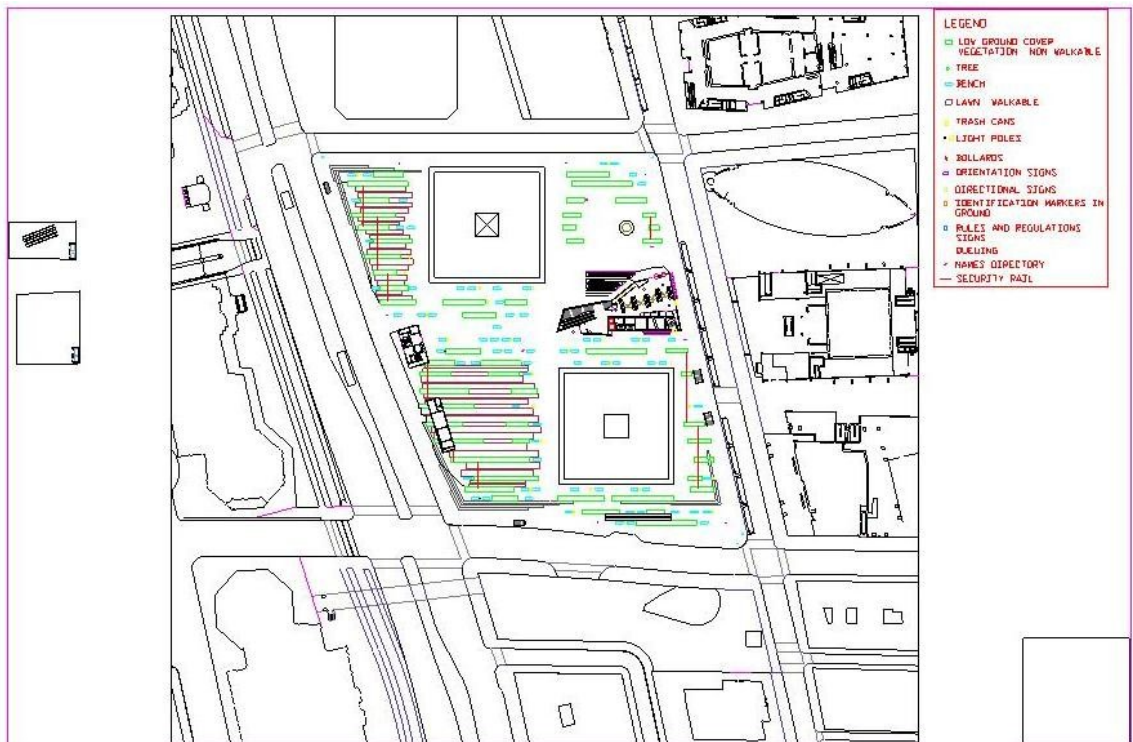 LEGEND
LOW GROUND COVER
VEGETATION NON WALKABLE
TREE
BENCH
LAWN WALKABLE
TRASH CANS
LIGHT POLES
BOLLARDS
ORIENTATION SIGNS
DIRECTIONAL SIGNS
IDENTIFICATION MARKERS IN
GROUND
RULES AND REGULATIONS
SIGNS
QUEUING
NAMES DIRECTORY
SECURITY RAIL